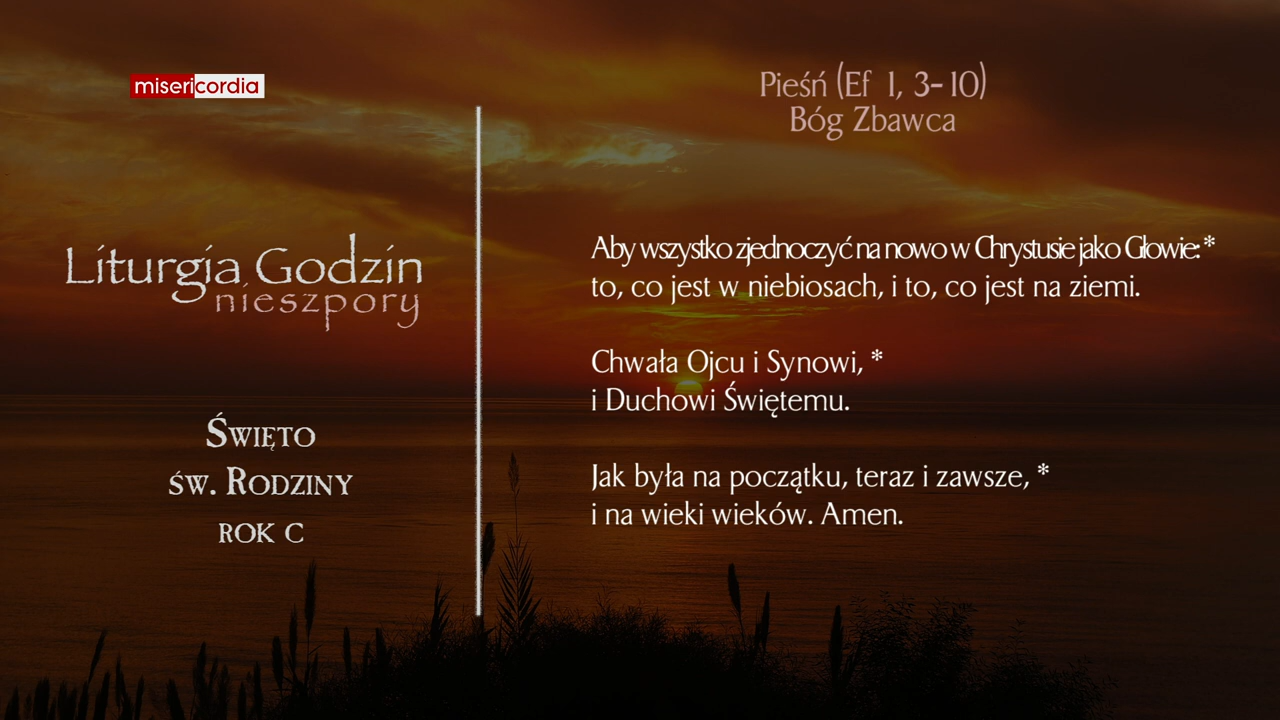 misericordia
Liturgia Godzin
nieszpory
Święto
św. Rodziny
rok C
Pieśń (Ef 1, 3-10)
Bóg Zbawca
Aby wszystko zjednoczyć na nowo w Chrystusie jako Głowie: *
to, co jest w niebiosach, i to, co jest na ziemi.
Chwała Ojcu i Synowi, *
i Duchowi Świętemu.
Jak była na początku, teraz i zawsze, *
i na wieki wieków. Amen.